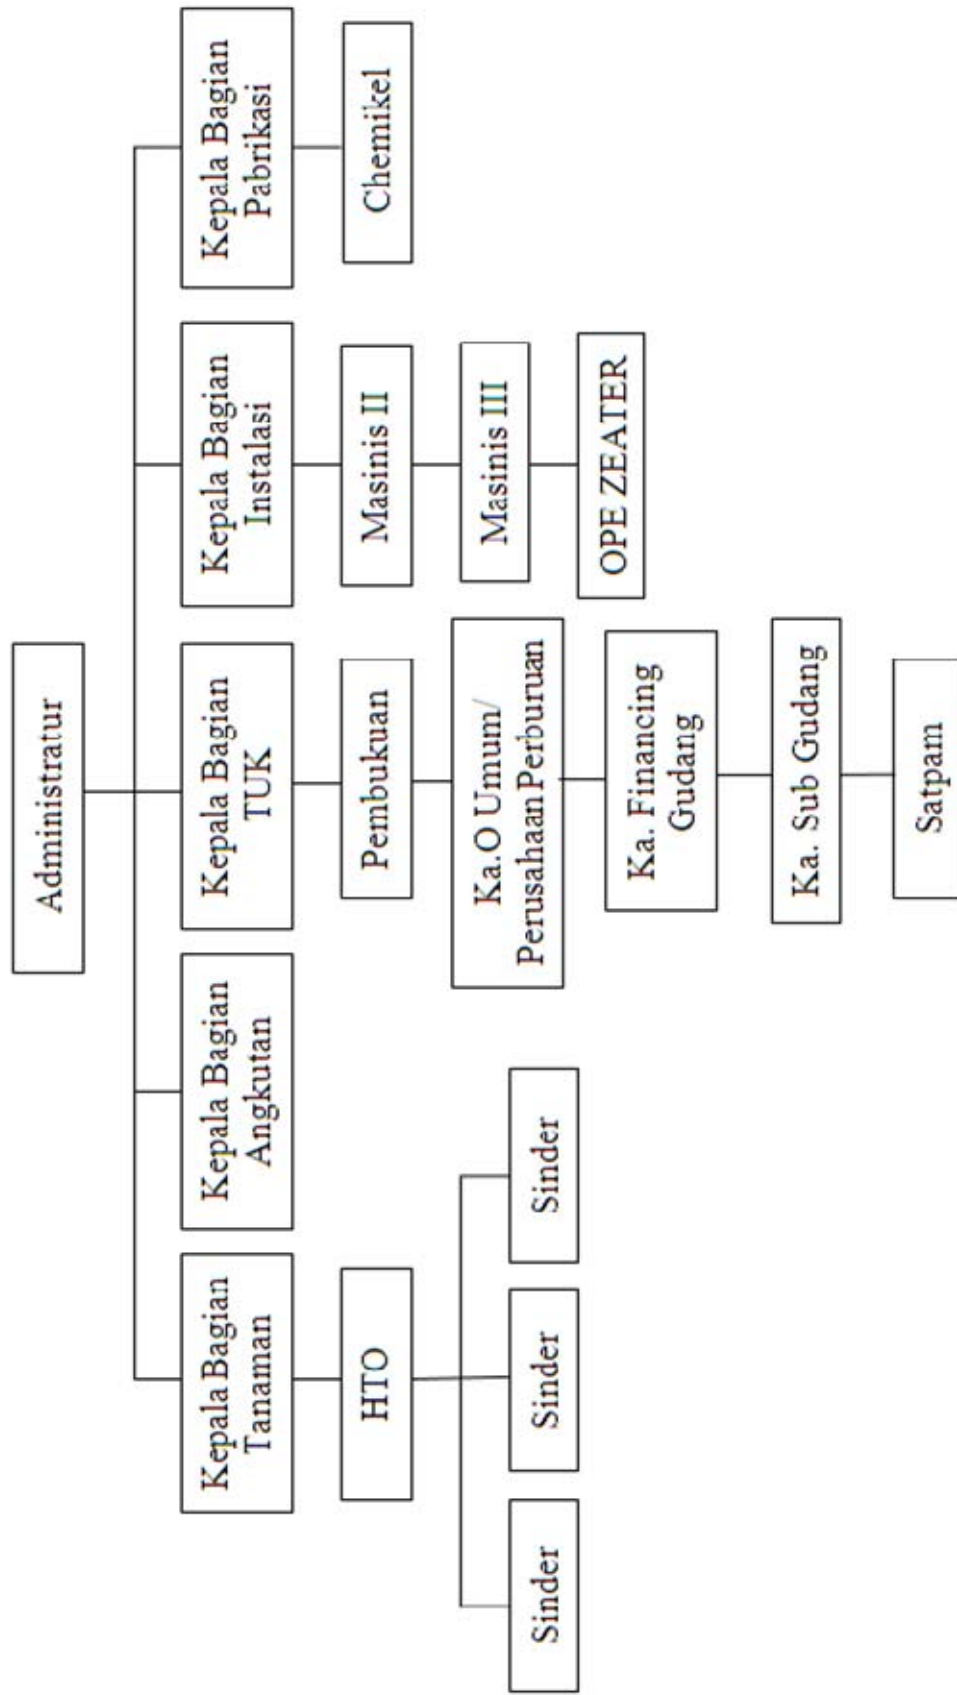 Administratur
Kepala Bagian
Tanaman
Kepala Bagian
Angkutan
Kepala Bagian
TUK
Kepala Bagian
Instalasi
Kepala Bagian
Pabrikasi
HTO
Pembukuan
Masinis II
Chemikel
Sinder
Sinder
Sinder
Ka.O Umum/
Perusahaan Perburuan
Masinis III
Ka. Financing
Gudang
OPE ZEATER
Ka. Sub Gudang
Satpam